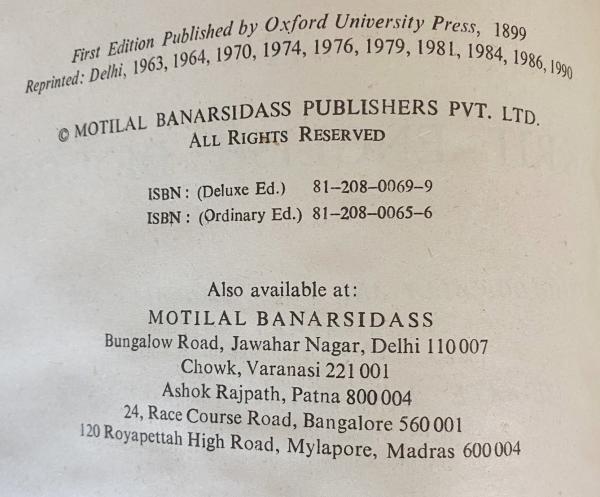 First Edition Published by Oxford University Press, 1899
Reprinted: Delhi, 1963, 1964, 1970, 1974, 1976, 1979, 1981, 1984, 1986, 1990
© MOTILAL BANARSIDASS PUBLISHERS PVT. LTD.
ALL RIGHTS RESERVED
ISBN: (Deluxe Ed.) 81-208-0069-9
ISBN: (Ordinary Ed.) 81-208-0065-6
Also available at:
MOTILAL BANARSIDASS
Bungalow Road, Jawahar Nagar, Delhi 110 007
Chowk, Varanasi 221 001
Ashok Rajpath, Patna 800 004
24, Race Course Road, Bangalore 560 001
120 Royapettah High Road, Mylapore, Madras 600 004